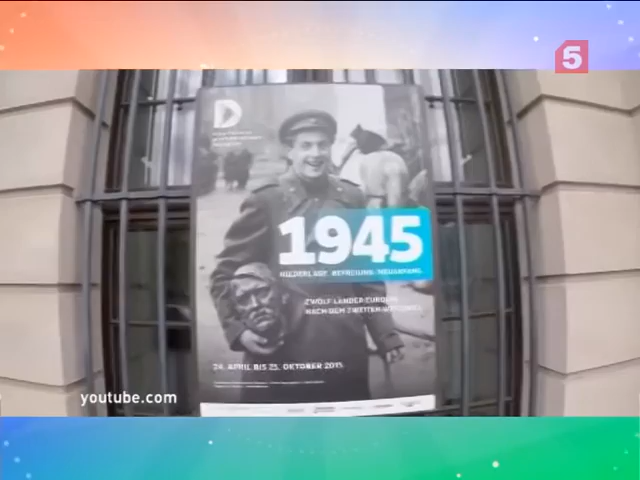 5
D
1945
NIEDERLAGE. BEFREIUNG. NEUANFANG.
ZWÖLF LÄNDER EUROPAS
NACH DEM ZWEITEN WELTKRIEG
24. APRIL BIS 25. OKTOBER 2015
youtube.com